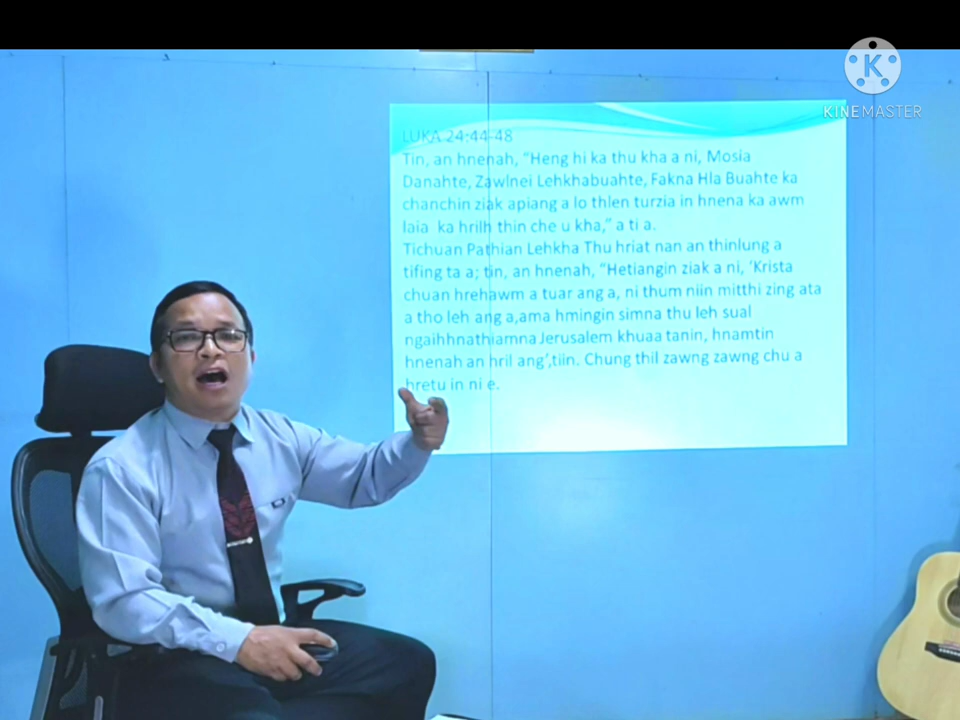 KINEMASTER
LUKA 24:44-48
Tin, an hnenah, “Heng hi ka thu kha a ni, Mosia
Danahte, Zawlnei Lehkhabuahte, Fakna Hla Buahte ka
chanchin ziak apiang a lo thlen turzia in hnena ka awm
laia ka hrilh thin che u kha,” a ti a.
Tichuan Pathian Lehkha Thu hriat nan an thinlung a
tifing ta a; tin, an hnenah, “Hetiangin ziak a ni, ‘Krista
chuan hrehawm a tuar ang a, ni thum niin mitthi zing ata
a tho leh ang a,ama hmingin simna thu leh sual
ngaihhnathiamna Jerusalem khuaa tanin, hnamtin
hnenah an hril ang’,tiin. Chung thil zawng zawng chu a
hretu in ni e.